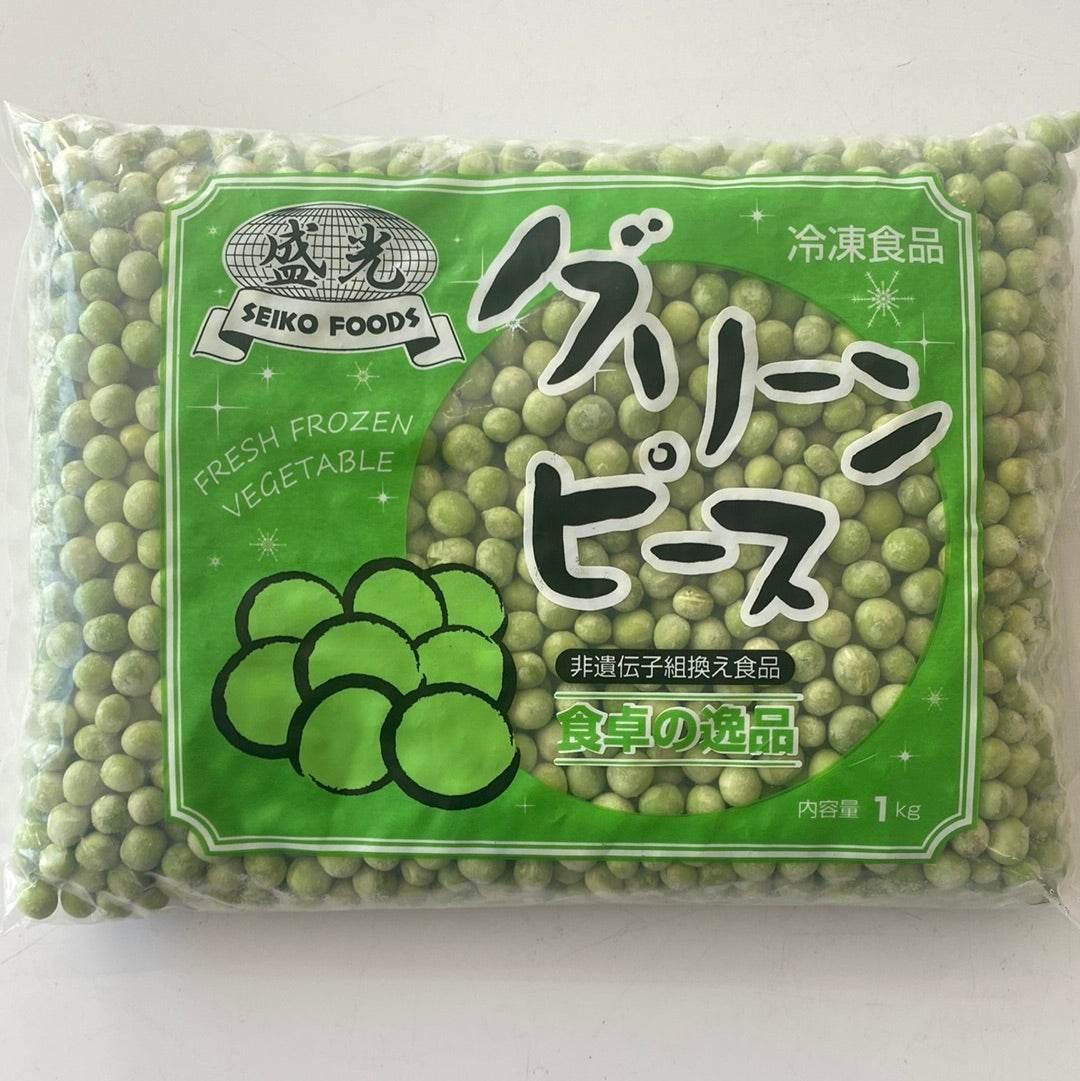 盛光
SEIKO FOODS
冷凍食品
グリーン
ピース
FRESH FROZEN
VEGETABLE
非遺伝子組換え食品
食卓の逸品
内容量 1kg